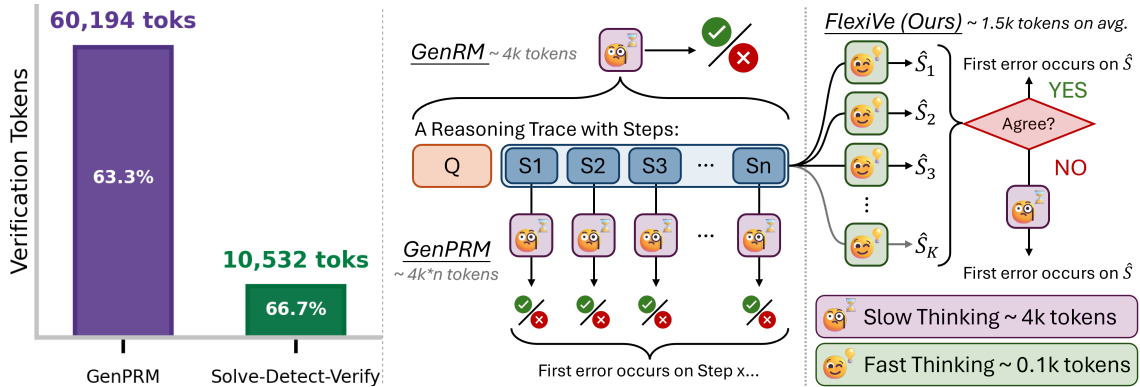 60,194 toks
63.3%
10,532 toks
66.7%
Verification Tokens
GenPRM
Solve-Detect-Verify
GenRM ~ 4k tokens
A Reasoning Trace with Steps:
Q
S1
S2
S3
...
Sn
GenPRM
~ 4k*n tokens
...
First error occurs on Step x...
FlexiVe (Ours) ~ 1.5k tokens on avg.
Ŝ1
Ŝ2
Ŝ3
⋮
ŜK
First error occurs on Ŝ
YES
Agree?
NO
First error occurs on Ŝ
Slow Thinking ~ 4k tokens
Fast Thinking ~ 0.1k tokens